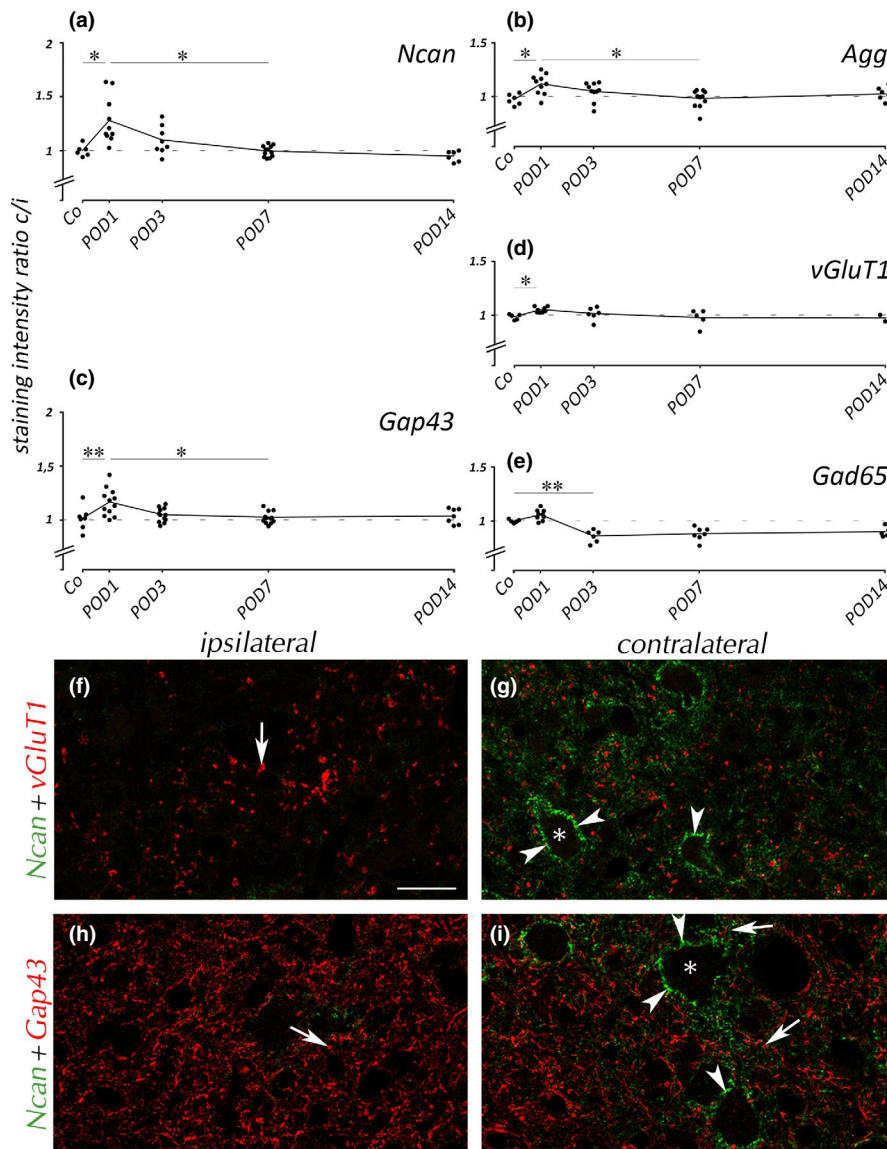 (a)
Ncan
2
1.5
1
* *
Co POD1 POD3 POD7 POD14
(b)
Agg
1.5
1
* *
Co POD1 POD3 POD7 POD14
(d)
vGluT1
1.5
1
*
Co POD1 POD3 POD7 POD14
staining intensity ratio c/i
(c)
Gap43
2
1,5
1
** *
Co POD1 POD3 POD7 POD14
(e)
Gad65
1
**
Co POD1 POD3 POD7 POD14
ipsilateral
contralateral
Ncan + vGluT1
(f)
(g)
*
Ncan + Gap43
(h)
(i)
*